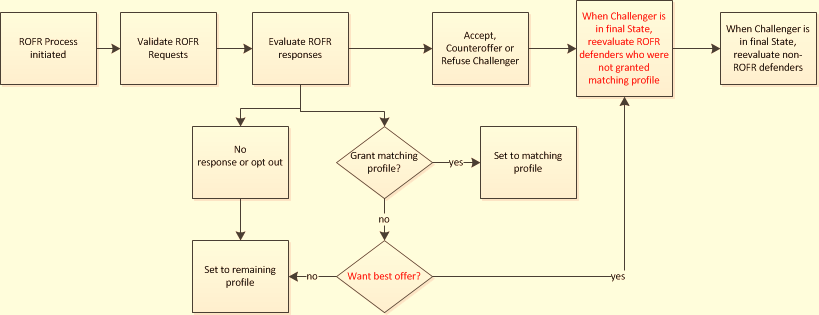 ROFR Process
initiated
Validate ROFR
Requests
Evaluate ROFR
responses
Accept,
Counteroffer or
Refuse Challenger
When Challenger is
in final State,
reevaluate ROFR
defenders who were
not granted
matching profile
When Challenger is
in final State,
reevaluate non-
ROFR defenders
No
response or opt out
Grant matching
profile?
yes
Set to matching
profile
no
Set to remaining
profile
no
Want best offer?
yes